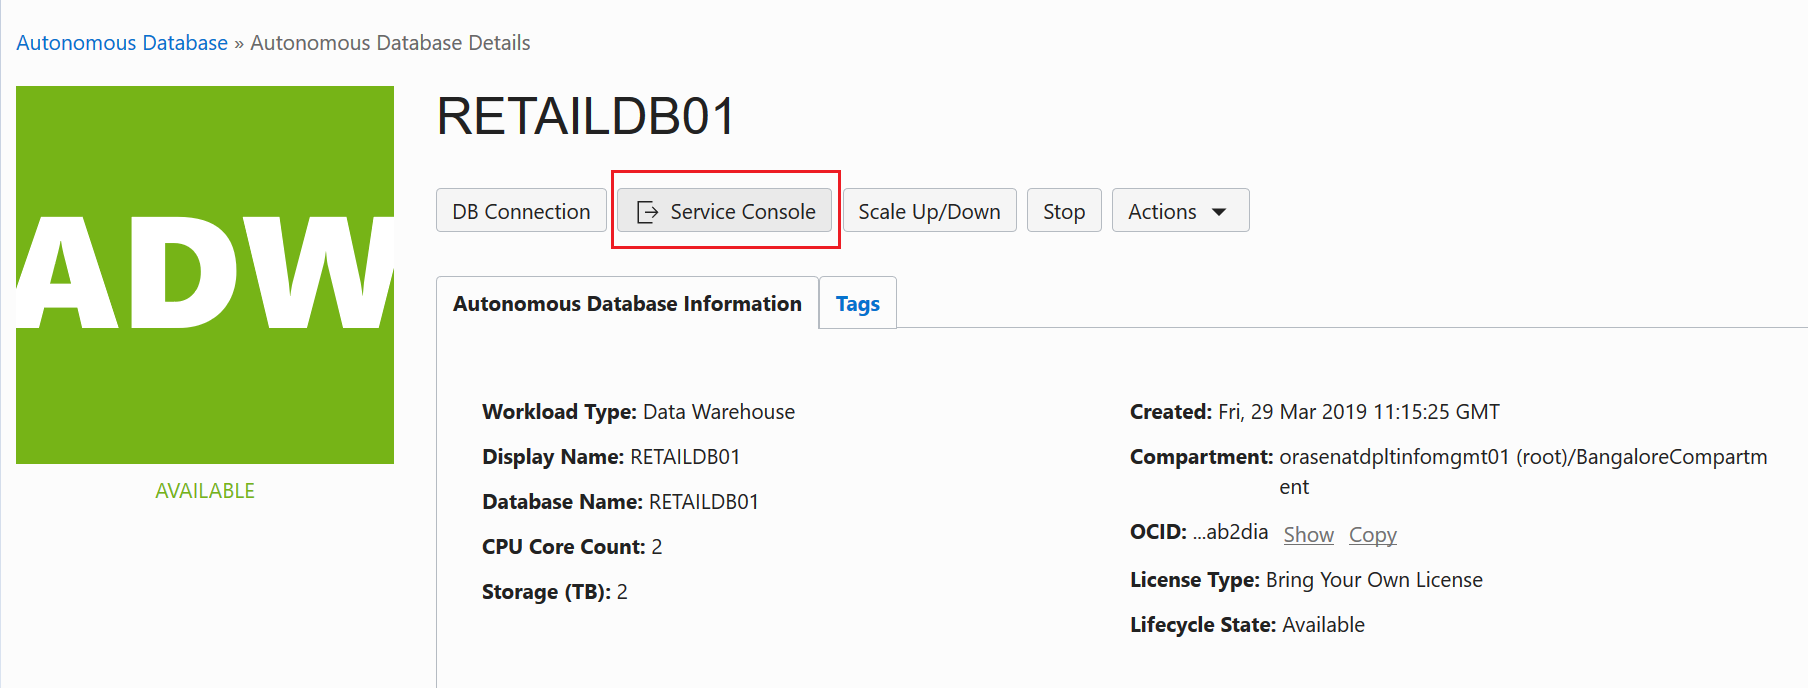 Autonomous Database » Autonomous Database Details
ADW
AVAILABLE
RETAILDB01
DB Connection Service Console Scale Up/Down Stop Actions
Autonomous Database Information Tags
Workload Type: Data Warehouse
Display Name: RETAILDB01
Database Name: RETAILDB01
CPU Core Count: 2
Storage (TB): 2
Created: Fri, 29 Mar 2019 11:15:25 GMT
Compartment: orasenatdpltinfomgmt01 (root)/BangaloreCompartm
ent
OCID: ...ab2dia Show Copy
License Type: Bring Your Own License
Lifecycle State: Available